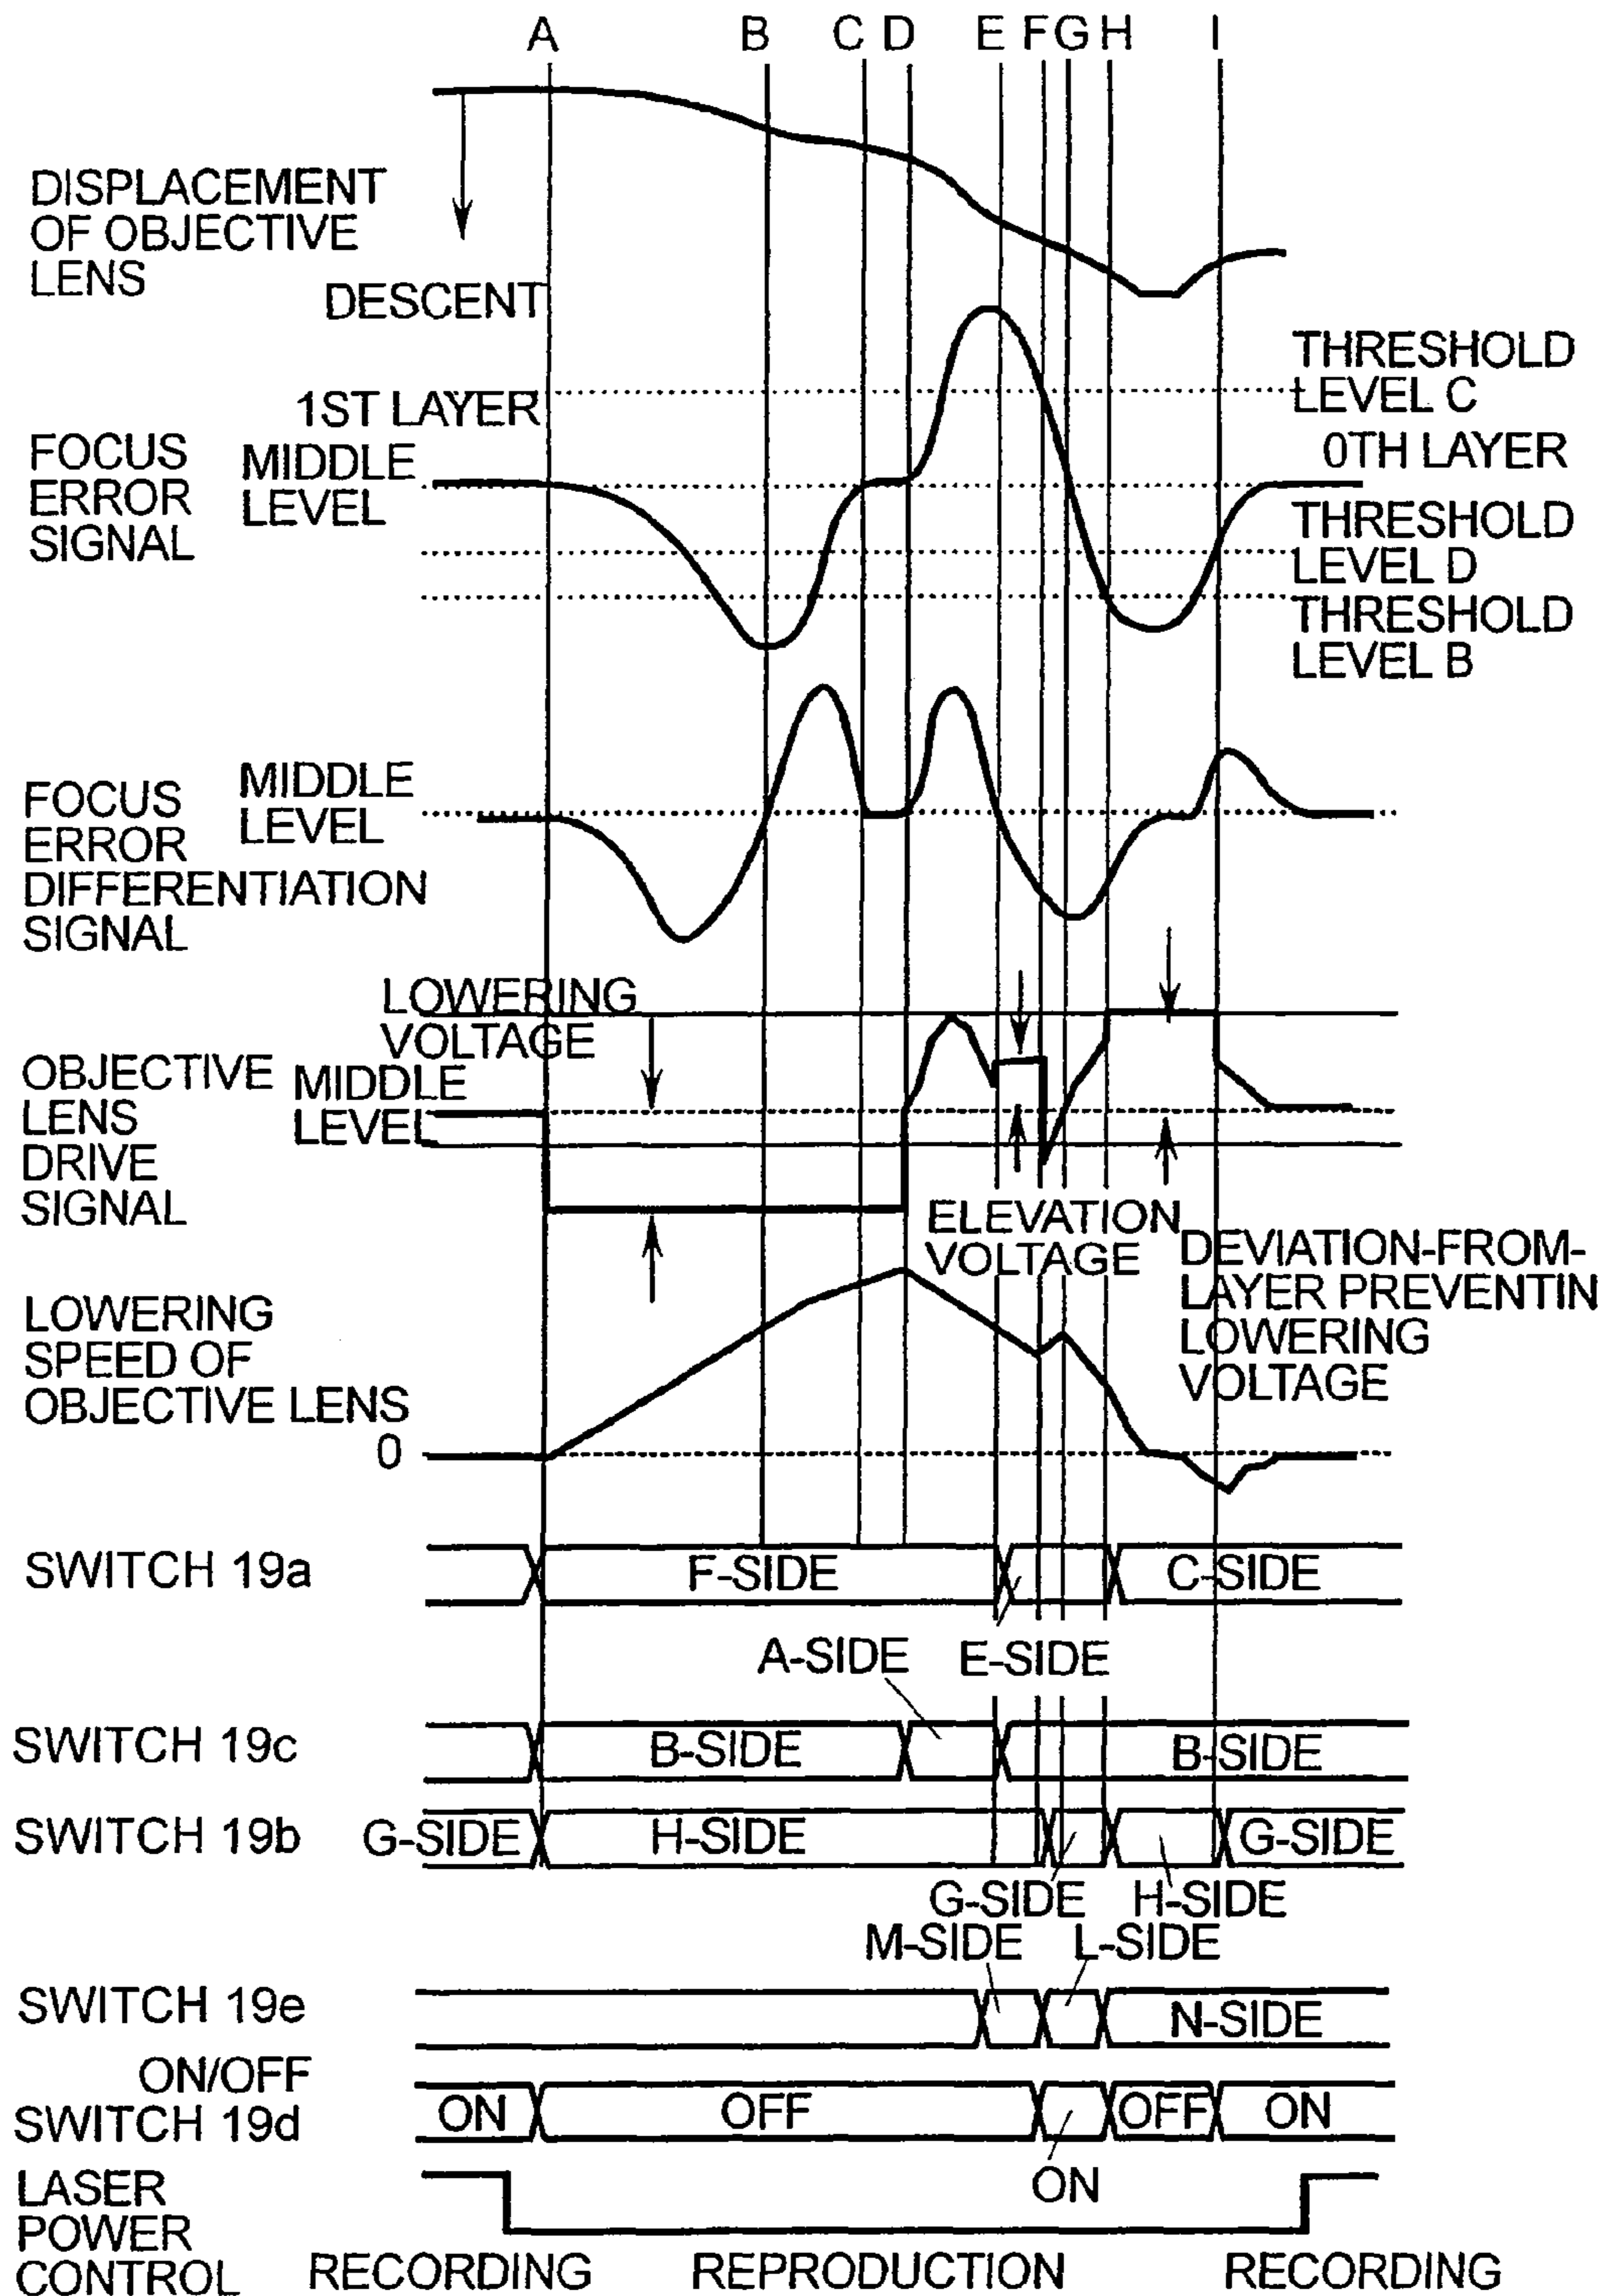 A B C D E F G H I
DISPLACEMENT
OF OBJECTIVE
LENS
DESCENT
THRESHOLD
LEVEL C
1ST LAYER
0TH LAYER
FOCUS
ERROR
SIGNAL
MIDDLE
LEVEL
THRESHOLD
LEVEL D
THRESHOLD
LEVEL B
FOCUS
ERROR
DIFFERENTIATION
SIGNAL
MIDDLE
LEVEL
LOWERING
VOLTAGE
OBJECTIVE
LENS
DRIVE
SIGNAL
MIDDLE
LEVEL
ELEVATION
VOLTAGE
DEVIATION-FROM-
LAYER PREVENTIN
LOWERING
VOLTAGE
LOWERING
SPEED OF
OBJECTIVE LENS
0
SWITCH 19a F-SIDE C-SIDE
A-SIDE E-SIDE
SWITCH 19c B-SIDE B-SIDE
SWITCH 19b G-SIDE H-SIDE G-SIDE
G-SIDE H-SIDE
M-SIDE L-SIDE
SWITCH 19e N-SIDE
ON/OFF
SWITCH 19d ON OFF OFF ON
ON
LASER
POWER
CONTROL RECORDING REPRODUCTION RECORDING